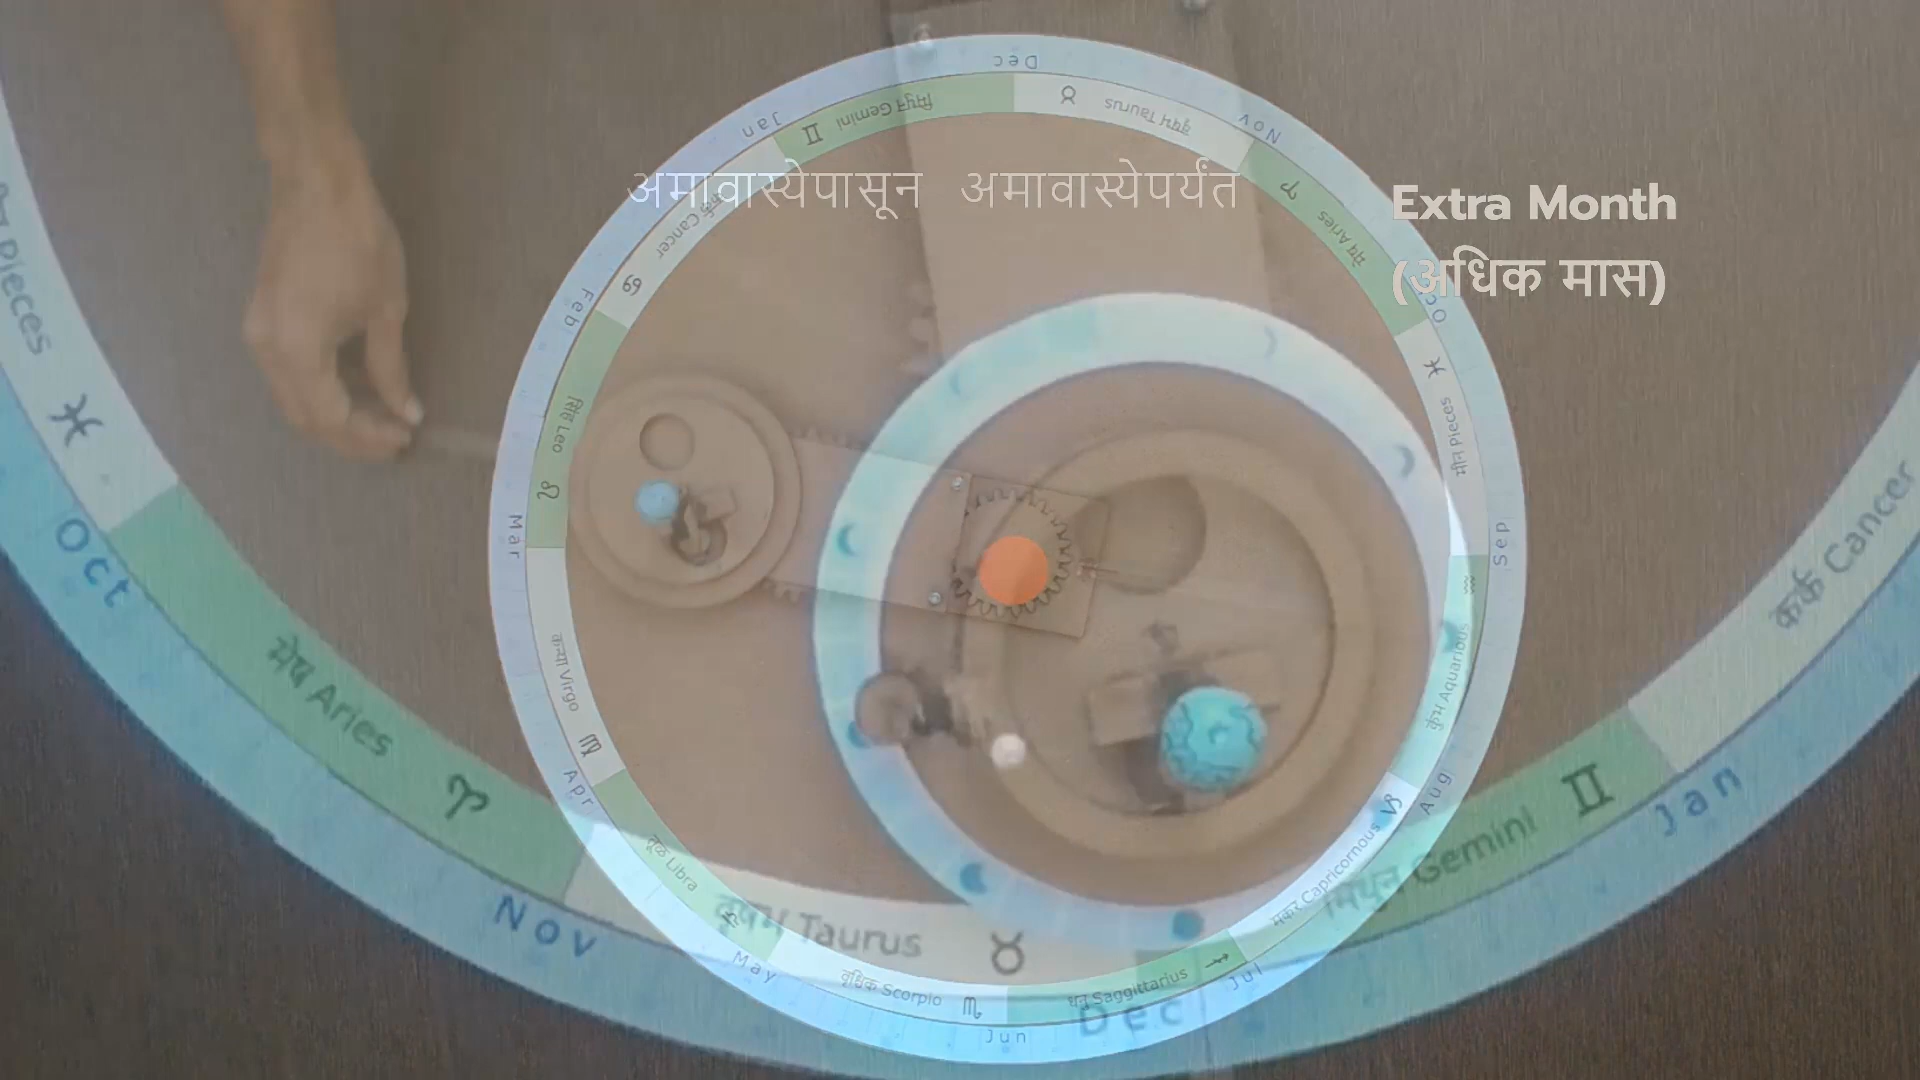 अमावास्येपासून अमावास्येपर्यंत
Extra Month
(अधिक मास)
Dec
Nov
Oct
Sep
Aug
Jul
Jun
May
Apr
Mar
Feb
Jan
वृषभ Taurus
मेष Aries
मीन Pieces
कुंभ Aquarious
मकर Capricornous
धनु Saggittarius
वृश्चिक Scorpio
तूळ Libra
कन्या Virgo
सिंह Leo
कर्क Cancer
मिथुन Gemini
Pieces
Oct
मेष Aries
Nov
वृषभ Taurus
Dec
मिथुन Gemini
Jan
कर्क Cancer